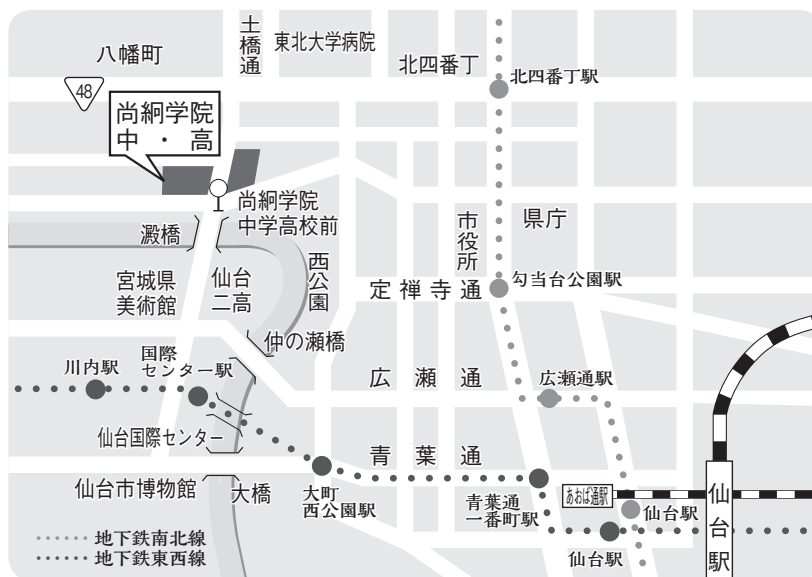 土橋通
東北大学病院
八幡町
北四番丁
北四番丁駅
48
尚絅学院
中・高
尚絅学院
中学高校前
澱橋
西公園
市役所
県庁
宮城県
美術館
仙台
二高
定禅寺通
勾当台公園駅
仲の瀬橋
川内駅
国際
センター駅
広瀬通
広瀬通駅
仙台国際センター
青葉通
仙台市博物館
大橋
大町
西公園駅
青葉通
一番町駅
あおば通駅
仙台駅
仙台駅
仙台駅
地下鉄南北線
地下鉄東西線